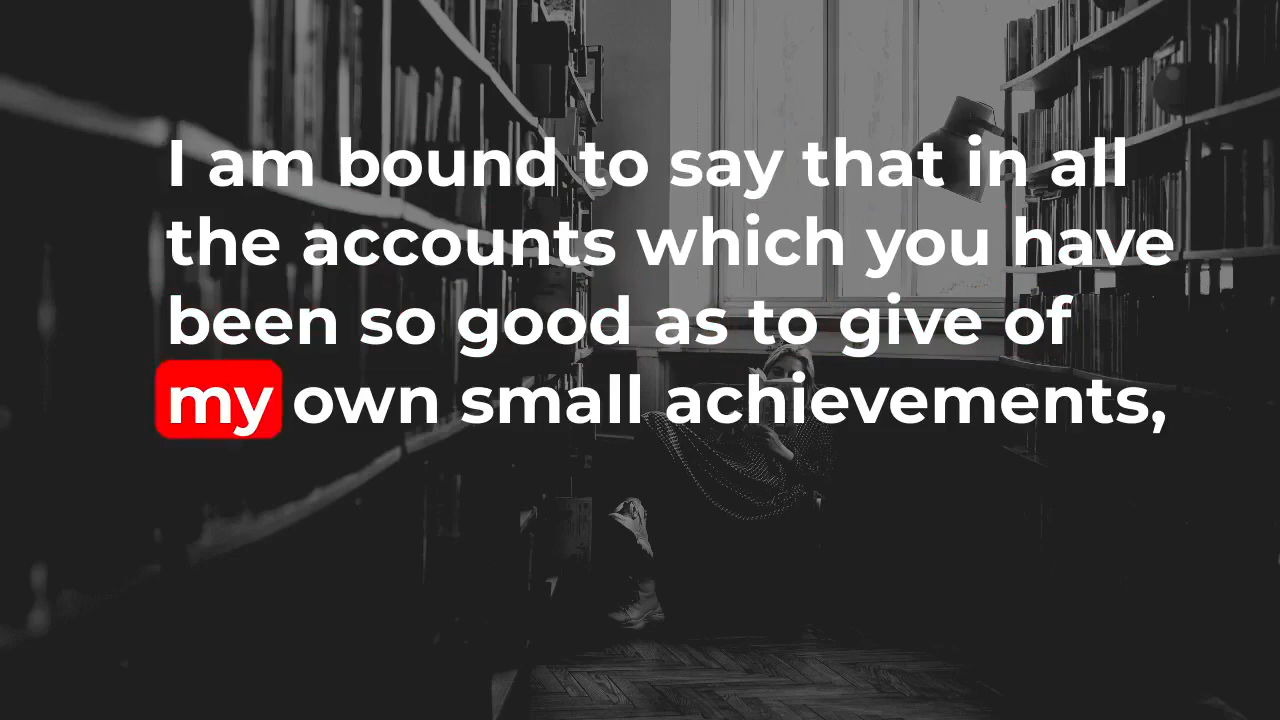 I am bound to say that in all
the accounts which you have
been so good as to give of
my own small achievements,